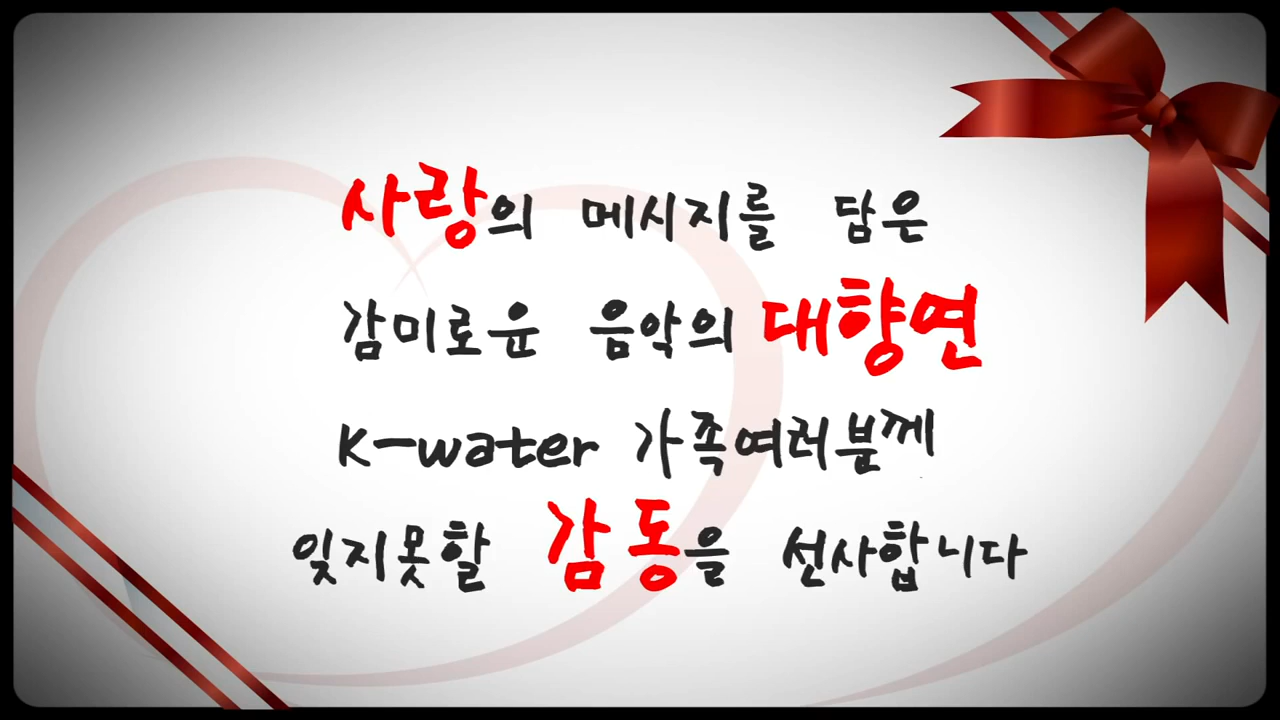 사랑의 메시지를 담은
감미로운 음악의 대향연
K-water 가족여러분께
잊지못할 감동을 선사합니다